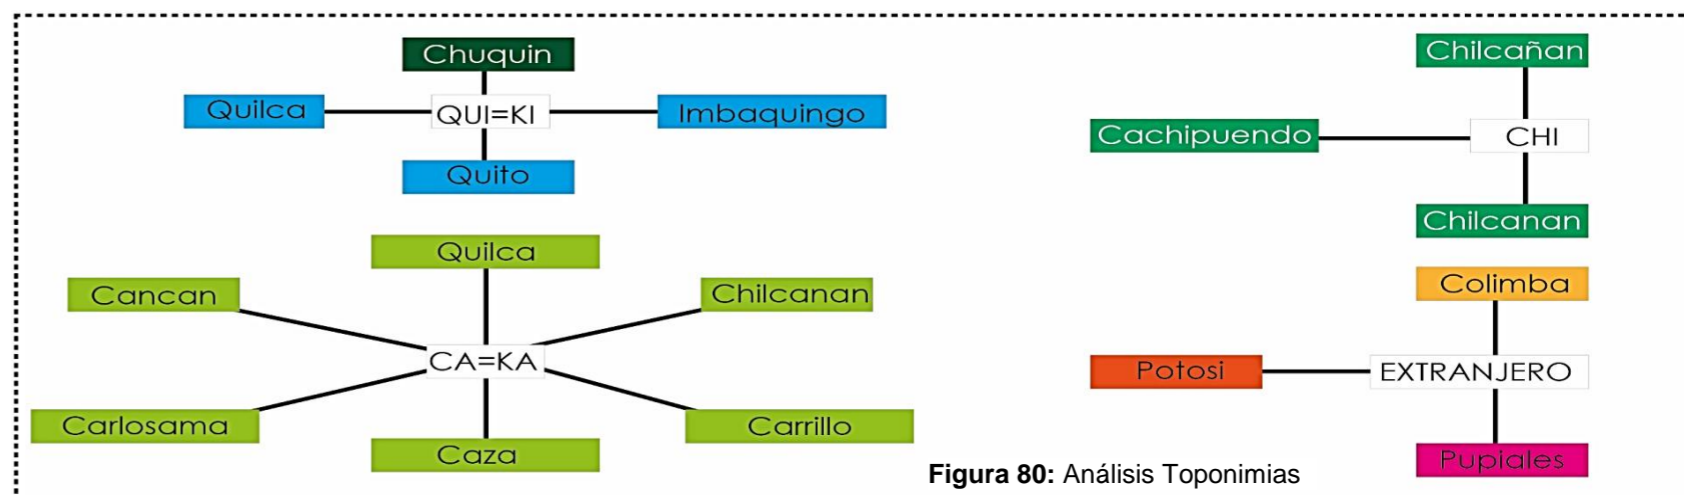 Chuquin
Quilca
QUI=KI
Imbaquingo
Quito
Chilcañan
Cachipuendo
CHI
Chilcanan
Quilca
Cancan
Chilcanan
CA=KA
Carlosama
Carrillo
Caza
Colimba
Potosi
EXTRANJERO
Pupiales
Figura 80: Análisis Toponimias